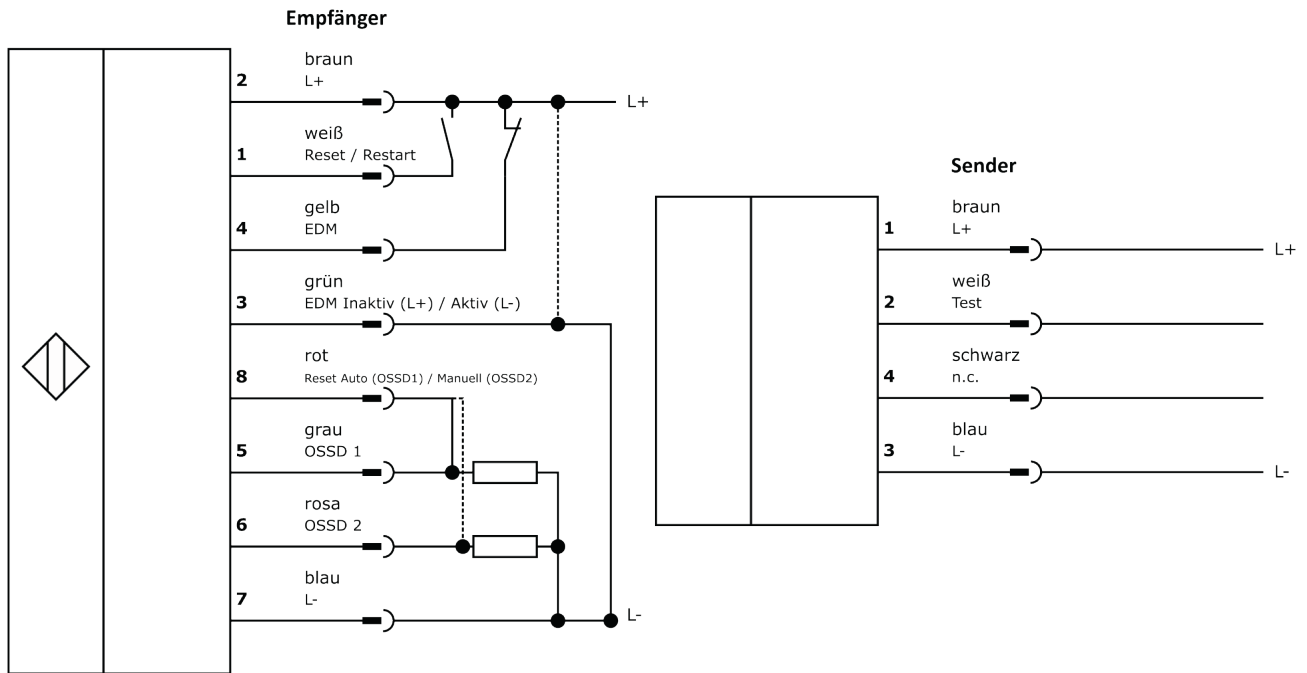 Empfänger
braun
2
L+
L+
weiß
1
Reset / Restart
gelb
4
EDM
grün
3
EDM Inaktiv (L+) / Aktiv (L-)
rot
8
Reset Auto (OSSD1) / Manuell (OSSD2)
grau
5
OSSD 1
rosa
6
OSSD 2
blau
7
L-
L-
Sender
braun
1
L+
L+
weiß
2
Test
schwarz
4
n.c.
blau
3
L-
L-